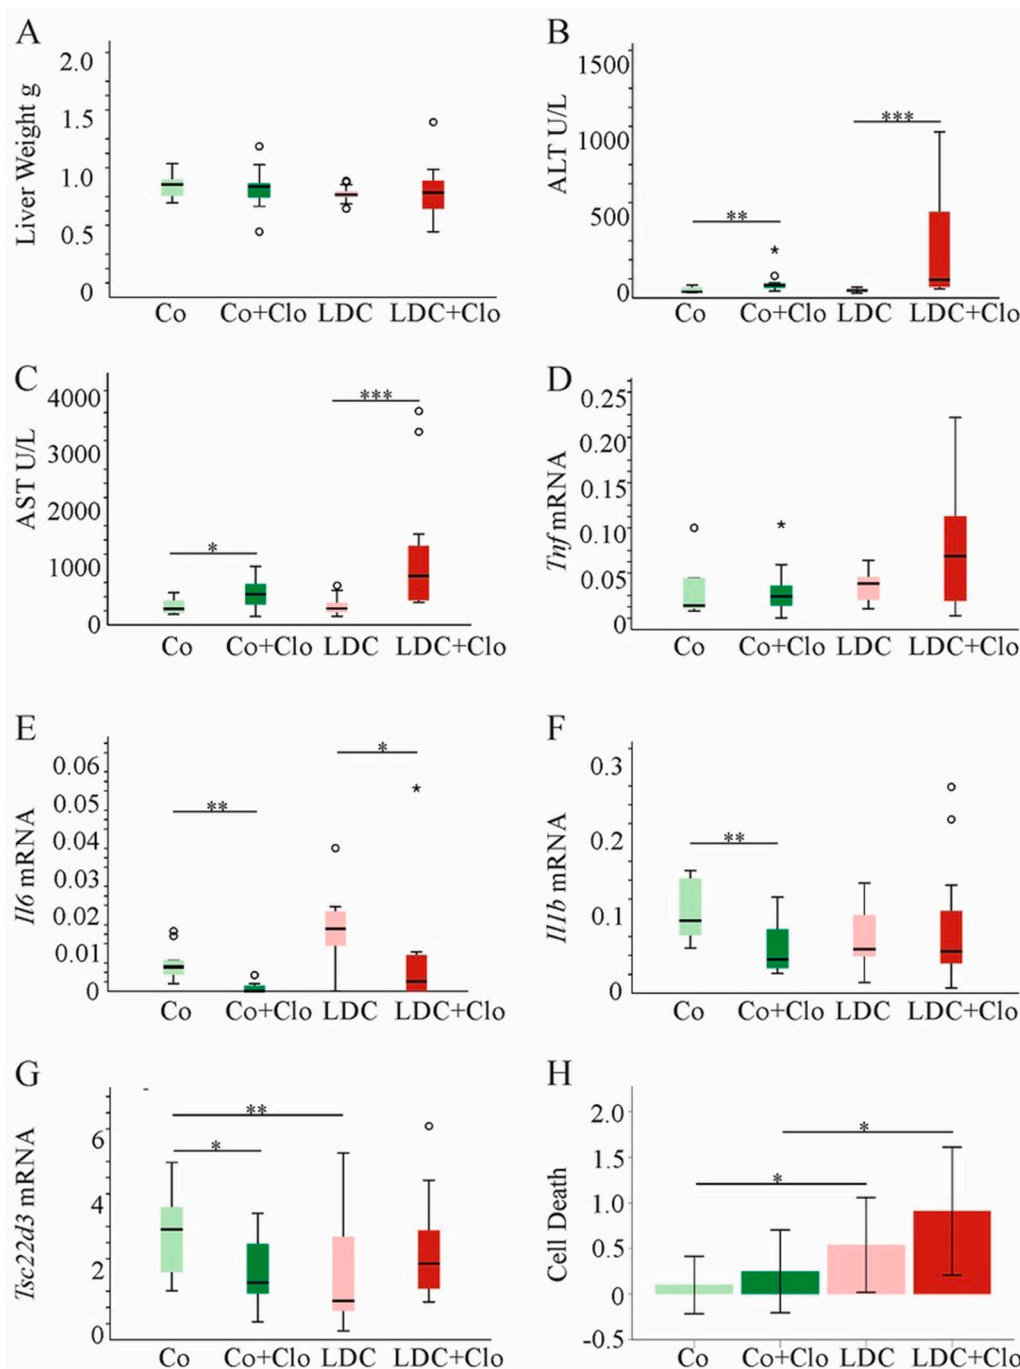 A
Liver Weight g
2.0
1.5
1.0
0.5
0
Co Co+Clo LDC LDC+Clo
B
ALT U/L
1500
1000
500
0
**
***
*
Co Co+Clo LDC LDC+Clo
C
AST U/L
4000
3000
2000
1000
0
*
***
Co Co+Clo LDC LDC+Clo
D
Tnf mRNA
0.25
0.20
0.15
0.10
0.05
0
*
Co Co+Clo LDC LDC+Clo
E
Il6 mRNA
0.06
0.05
0.04
0.03
0.02
0.01
0
**
*
*
Co Co+Clo LDC LDC+Clo
F
Il1b mRNA
0.3
0.2
0.1
0
**
Co Co+Clo LDC LDC+Clo
G
Tsc22d3 mRNA
6
4
2
0
**
*
Co Co+Clo LDC LDC+Clo
H
Cell Death
2.0
1.5
1.0
0.5
0
-0.5
*
*
Co Co+Clo LDC LDC+Clo